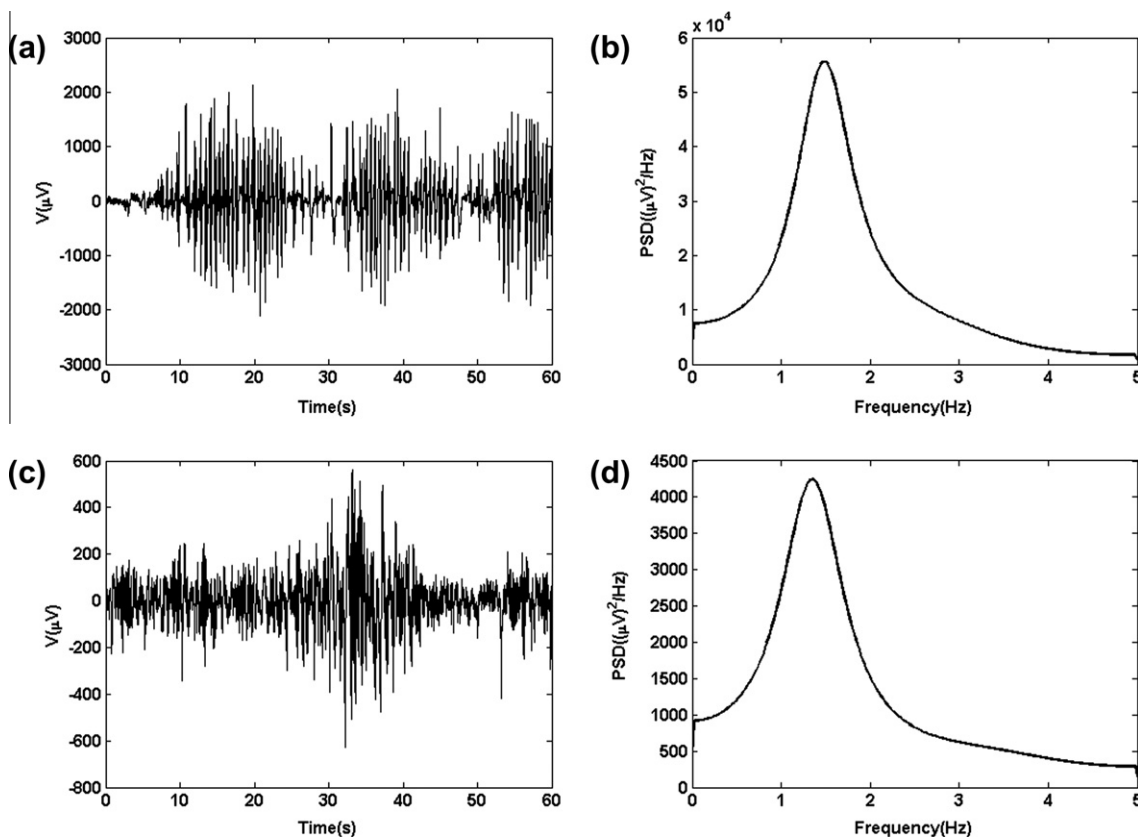 (a)
3000
2000
1000
0
-1000
-2000
-3000
V(μV)
0 10 20 30 40 50 60
Time(s)
(b)
x 10^4
6
5
4
3
2
1
0
PSD((μV)²/Hz)
0 1 2 3 4 5
Frequency(Hz)
(c)
600
400
200
0
-200
-400
-600
-800
V(μV)
0 10 20 30 40 50 60
Time(s)
(d)
4500
4000
3500
3000
2500
2000
1500
1000
500
0
PSD((μV)²/Hz)
0 1 2 3 4 5
Frequency(Hz)